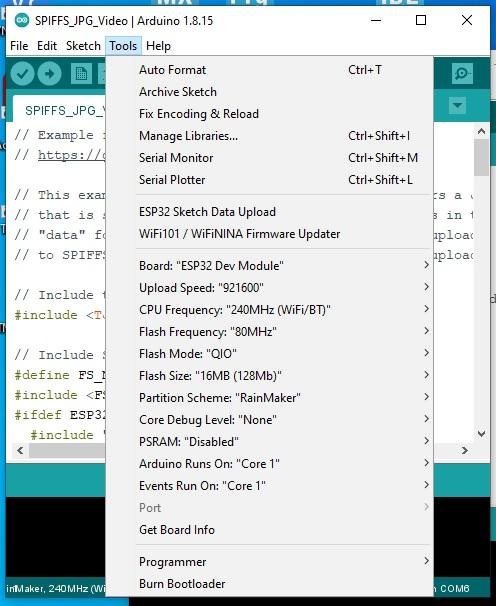 SPIFFS_JPG_Video | Arduino 1.8.15
File Edit Sketch Tools Help
SPIFFS_JPG_V
// Example
// https://
// This exam
// that is s
// "data" fo
// to SPIFFS
// Include t
#include <T
// Include S
#define FS_N
#include <FS
#ifdef ESP32
#include "
Auto Format Ctrl+T
Archive Sketch
Fix Encoding & Reload
Manage Libraries... Ctrl+Shift+I
Serial Monitor Ctrl+Shift+M
Serial Plotter Ctrl+Shift+L
ESP32 Sketch Data Upload
WiFi101 / WiFiNINA Firmware Updater
Board: "ESP32 Dev Module"
Upload Speed: "921600"
CPU Frequency: "240MHz (WiFi/BT)"
Flash Frequency: "80MHz"
Flash Mode: "QIO"
Flash Size: "16MB (128Mb)"
Partition Scheme: "RainMaker"
Core Debug Level: "None"
PSRAM: "Disabled"
Arduino Runs On: "Core 1"
Events Run On: "Core 1"
Port
Get Board Info
Programmer
Burn Bootloader
rs a J
s in t
upload
upload
inMaker, 240MHz (Wi
n COM6